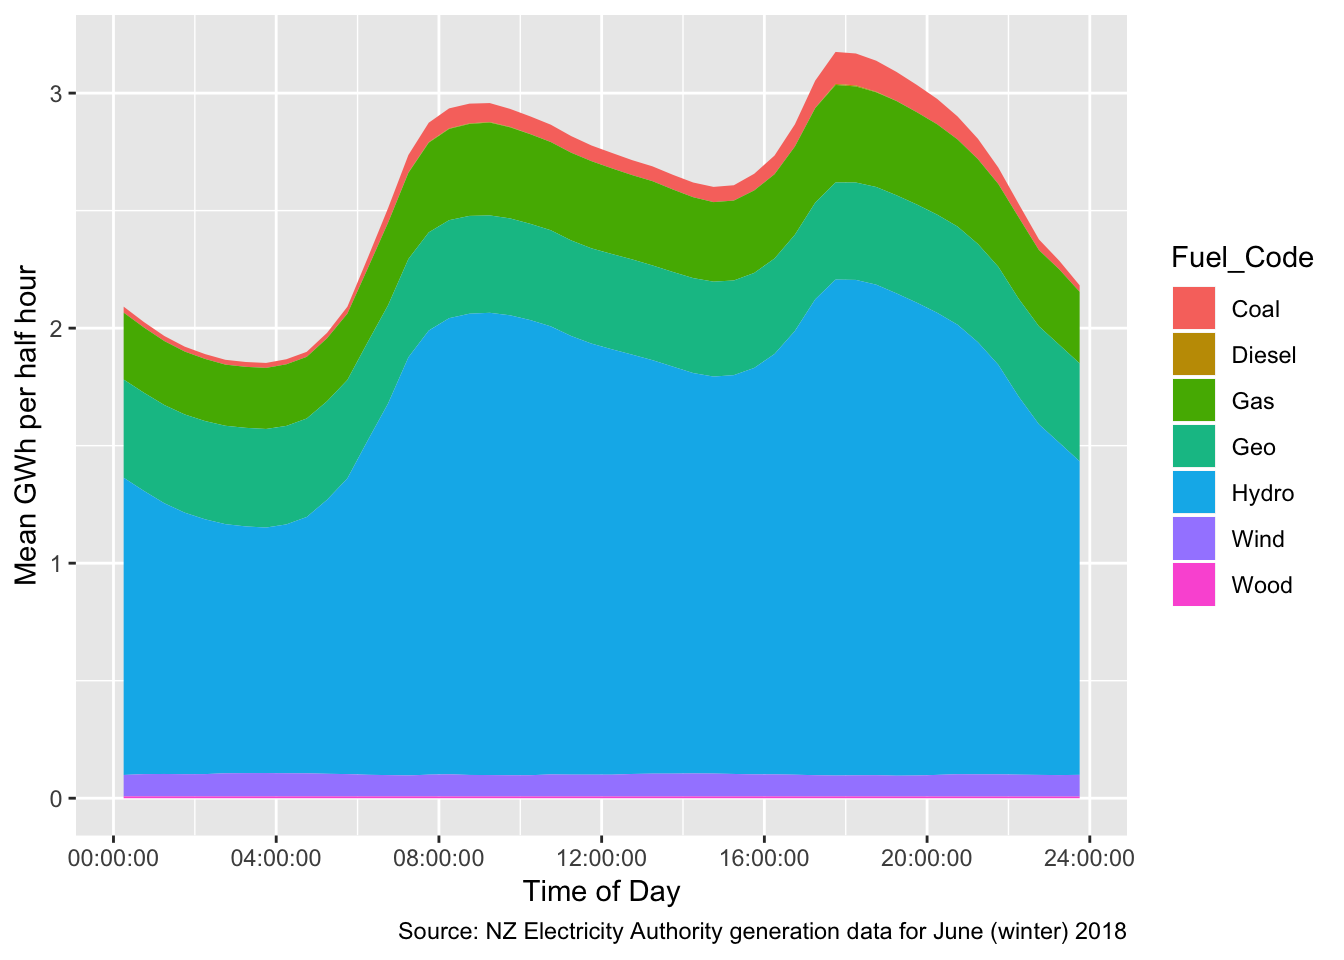 3
2
1
0
Mean GWh per half hour
00:00:00 04:00:00 08:00:00 12:00:00 16:00:00 20:00:00 24:00:00
Time of Day
Source: NZ Electricity Authority generation data for June (winter) 2018
Fuel_Code
Coal
Diesel
Gas
Geo
Hydro
Wind
Wood